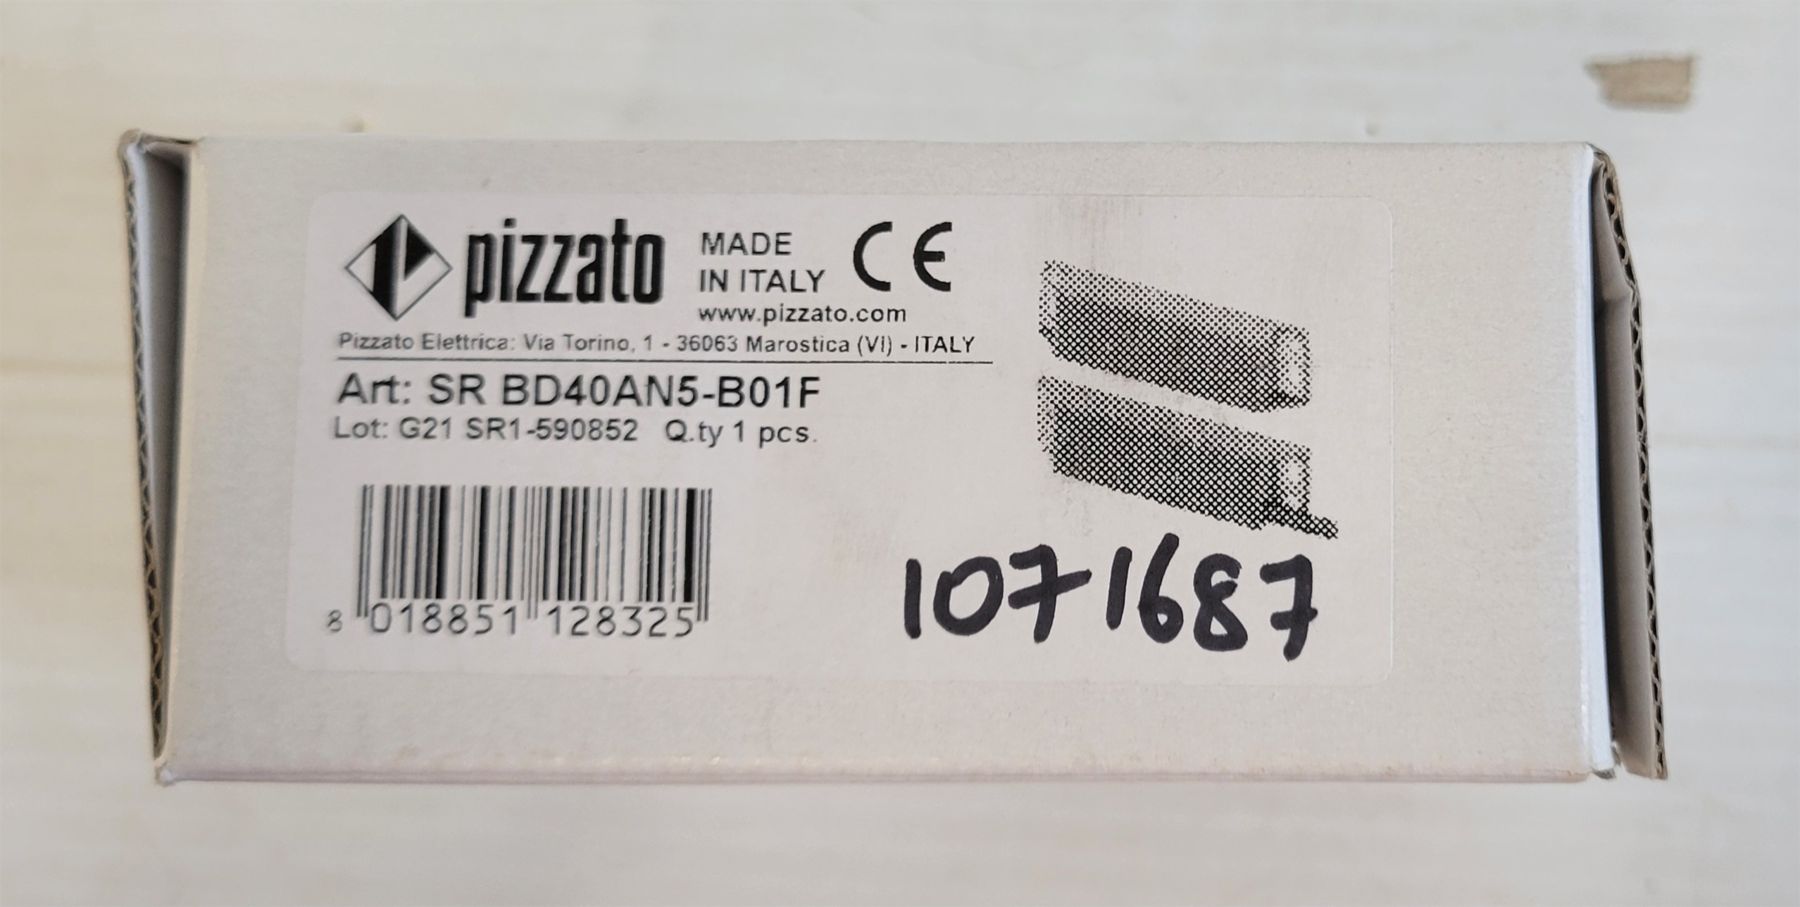 pizzato
MADE
IN ITALY
CE
www.pizzato.com
Pizzato Elettrica: Via Torino, 1 - 36063 Marostica (VI) - ITALY
Art: SR BD40AN5-B01F
Lot: G21 SR1-590852 Q.ty 1 pcs.
8 018851 128325
1071687